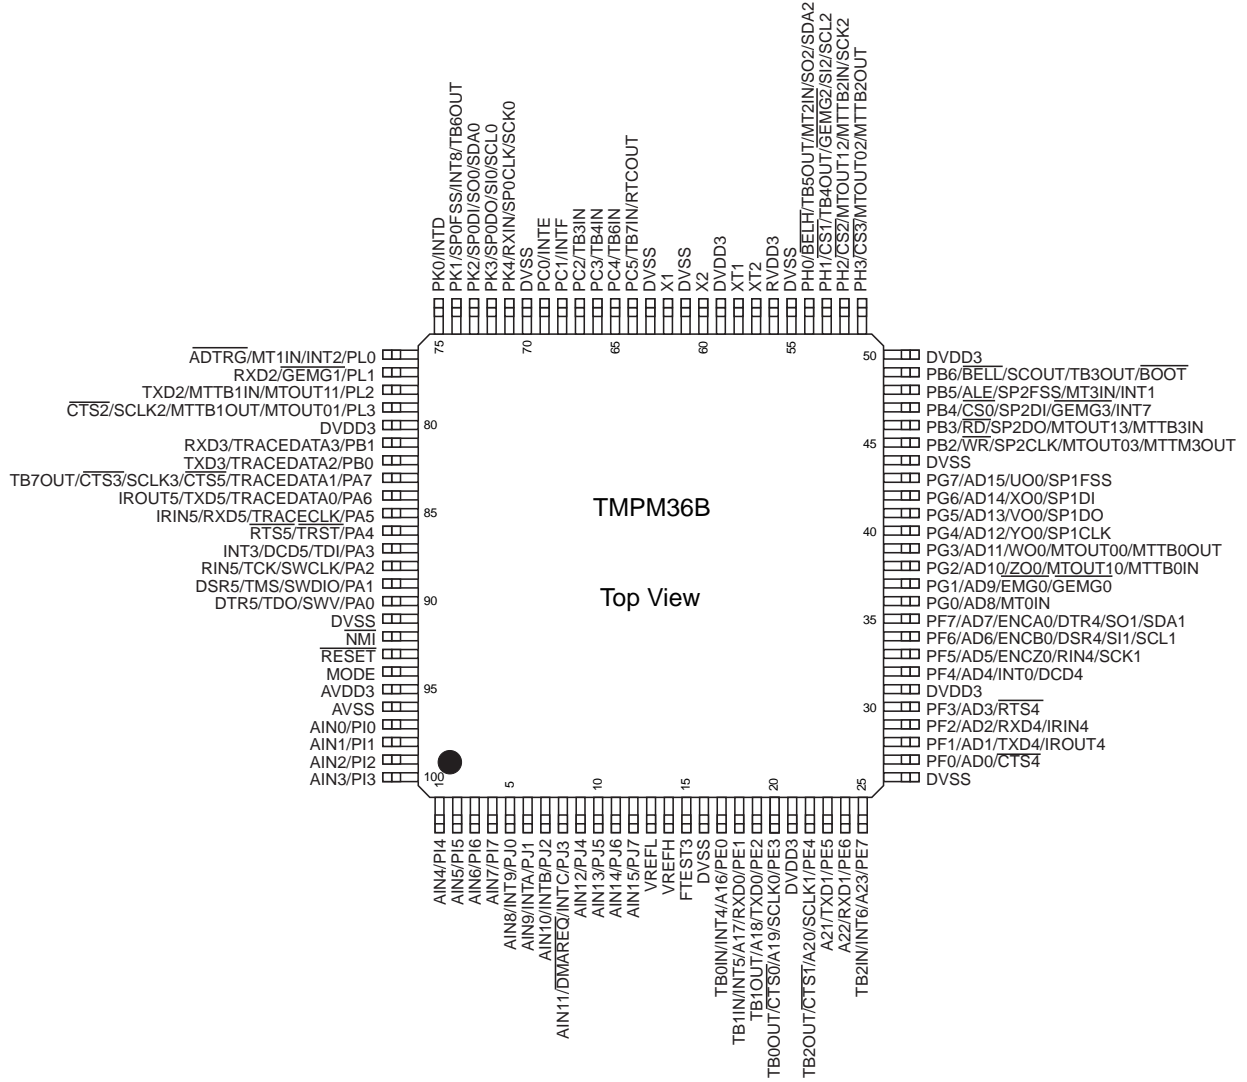 PK0/INTD
PK1/SP0FSS/INT8/TB6OUT
PK2/SP0DI/SO0/SDA0
PK3/SP0DO/SI0/SCL0
PK4/RXIN/SP0CLK/SCK0
DVSS
PC0/INTE
PC1/INTF
PC2/TB3IN
PC3/TB4IN
PC4/TB6IN
PC5/TB7IN/RTCOUT
DVSS
X1
DVSS
X2
DVDD3
XT1
XT2
RVDD3
DVSS
PH0/BELH/TB5OUT/MT2IN/SO2/SDA2
PH1/CS1/TB4OUT/GEMG2/SI2/SCL2
PH2/CS2/MTOUT12/MTTB2IN/SCK2
PH3/CS3/MTOUT02/MTTB2OUT
75
70
65
60
55
ADTRG/MT1IN/INT2/PL0
RXD2/GEMG1/PL1
TXD2/MTTB1IN/MTOUT11/PL2
CTS2/SCLK2/MTTB1OUT/MTOUT01/PL3
DVDD3
RXD3/TRACEDATA3/PB1
TXD3/TRACEDATA2/PB0
TB7OUT/CTS3/SCLK3/CTS5/TRACEDATA1/PA7
IROUT5/TXD5/TRACEDATA0/PA6
IRIN5/RXD5/TRACECLK/PA5
RTS5/TRST/PA4
INT3/DCD5/TDI/PA3
RIN5/TCK/SWCLK/PA2
DSR5/TMS/SWDIO/PA1
DTR5/TDO/SWV/PA0
DVSS
NMI
RESET
MODE
AVDD3
AVSS
AIN0/PI0
AIN1/PI1
AIN2/PI2
AIN3/PI3
80
85
90
95
100
TMPM36B
Top View
50
45
40
35
30
DVDD3
PB6/BELL/SCOUT/TB3OUT/BOOT
PB5/ALE/SP2FSS/MT3IN/INT1
PB4/CS0/SP2DI/GEMG3/INT7
PB3/RD/SP2DO/MTOUT13/MTTB3IN
PB2/WR/SP2CLK/MTOUT03/MTTM3OUT
DVSS
PG7/AD15/UO0/SP1FSS
PG6/AD14/XO0/SP1DI
PG5/AD13/VO0/SP1DO
PG4/AD12/YO0/SP1CLK
PG3/AD11/WO0/MTOUT00/MTTB0OUT
PG2/AD10/ZO0/MTOUT10/MTTB0IN
PG1/AD9/EMG0/GEMG0
PG0/AD8/MT0IN
PF7/AD7/ENCA0/DTR4/SO1/SDA1
PF6/AD6/ENCB0/DSR4/SI1/SCL1
PF5/AD5/ENCZ0/RIN4/SCK1
PF4/AD4/INT0/DCD4
DVDD3
PF3/AD3/RTS4
PF2/AD2/RXD4/IRIN4
PF1/AD1/TXD4/IROUT4
PF0/AD0/CTS4
DVSS
1
5
10
15
20
25
AIN4/PI4
AIN5/PI5
AIN6/PI6
AIN7/PI7
AIN8/INT9/PJ0
AIN9/INTA/PJ1
AIN10/INTB/PJ2
AIN11/DMAREQ/INTC/PJ3
AIN12/PJ4
AIN13/PJ5
AIN14/PJ6
AIN15/PJ7
VREFL
VREFH
FTEST3
DVSS
TB0IN/INT4/A16/PE0
TB1IN/INT5/A17/RXD0/PE1
TB1OUT/A18/TXD0/PE2
TB0OUT/CTS0/A19/SCLK0/PE3
DVDD3
TB2OUT/CTS1/A20/SCLK1/PE4
A21/TXD1/PE5
A22/RXD1/PE6
TB2IN/INT6/A23/PE7